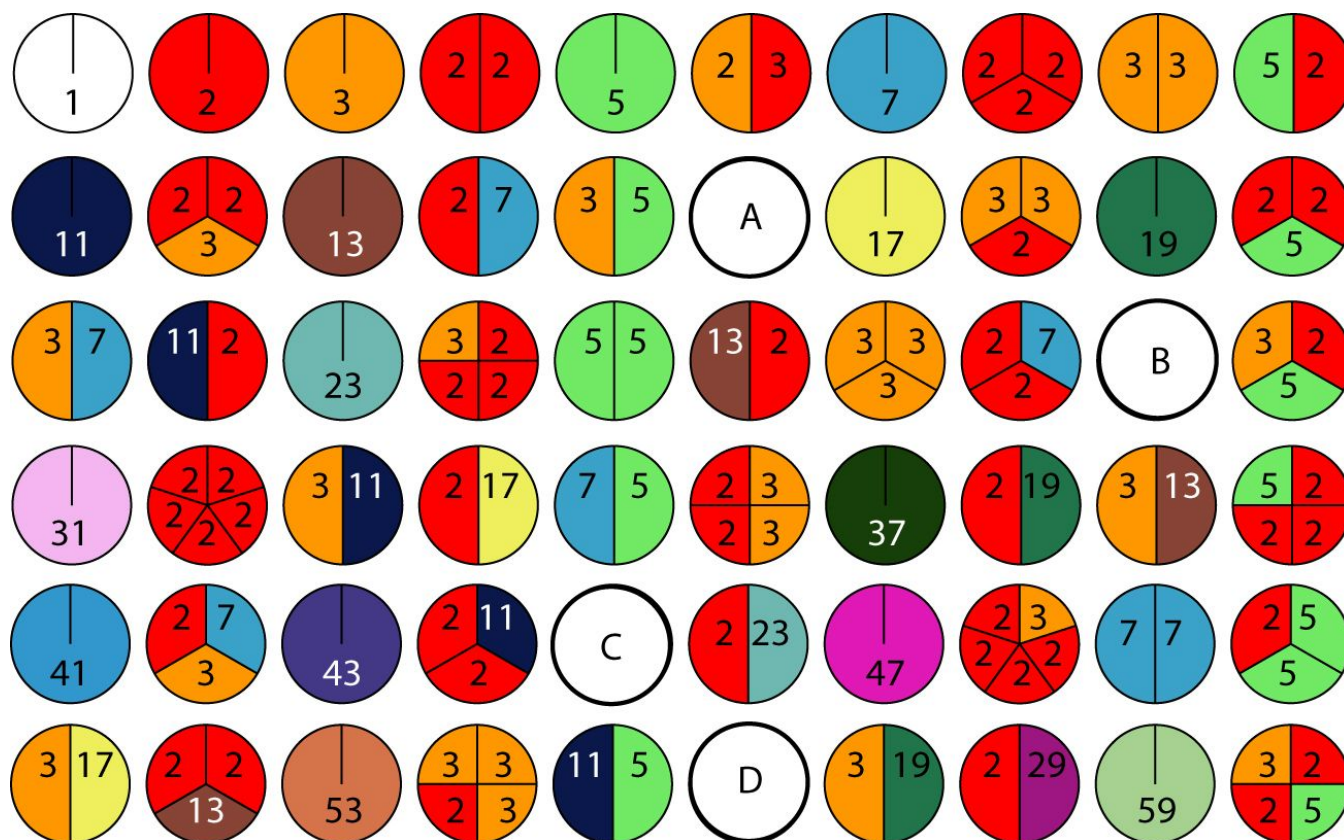 1 2 3 2 2 5 2 3 7 2 2 2 3 3 5 2
11 2 2 3 13 2 7 3 5 A 17 3 3 2 19 2 2 5
3 7 11 2 23 3 2 2 2 5 5 13 2 3 3 3 2 7 2 B 3 2 5
31 2 2 2 2 2 3 11 2 17 7 5 2 3 2 3 37 2 19 3 13 5 2 2 2
41 2 7 3 43 2 11 2 C 2 23 47 2 3 2 2 2 7 7 2 5 5
3 17 2 2 13 53 3 3 2 3 11 5 D 3 19 2 29 59 3 2 2 5